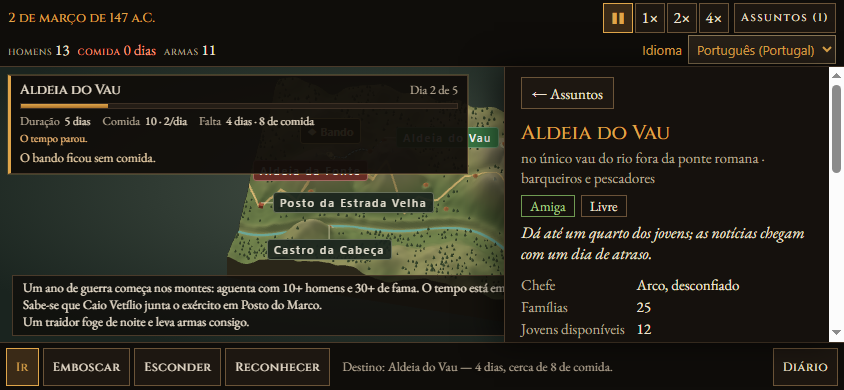 2 DE MARÇO DE 147 A.C.
1×
2×
4×
ASSUNTOS (1)
HOMENS 13 COMIDA 0 dias ARMAS 11
Idioma
Português (Portugal)
ALDEIA DO VAU
Dia 2 de 5
Duração 5 dias Comida 10 · 2/dia Falta 4 dias · 8 de comida
O tempo parou.
O bando ficou sem comida.
Bando
Aldeia do Vau
Aldeia da Fonte
Posto da Estrada Velha
Castro da Cabeça
Um ano de guerra começa nos montes: aguenta com 10+ homens e 30+ de fama. O tempo está em
Sabe-se que Caio Vetílio junta o exército em Posto do Marco.
Um traidor foge de noite e leva armas consigo.
← Assuntos
ALDEIA DO VAU
no único vau do rio fora da ponte romana ·
barqueiros e pescadores
Amiga
Livre
Dá até um quarto dos jovens; as notícias chegam
com um dia de atraso.
Chefe Arco, desconfiado
Famílias 25
Jovens disponíveis 12
IR
EMBOSCAR
ESCONDER
RECONHECER
Destino: Aldeia do Vau — 4 dias, cerca de 8 de comida.
DIÁRIO